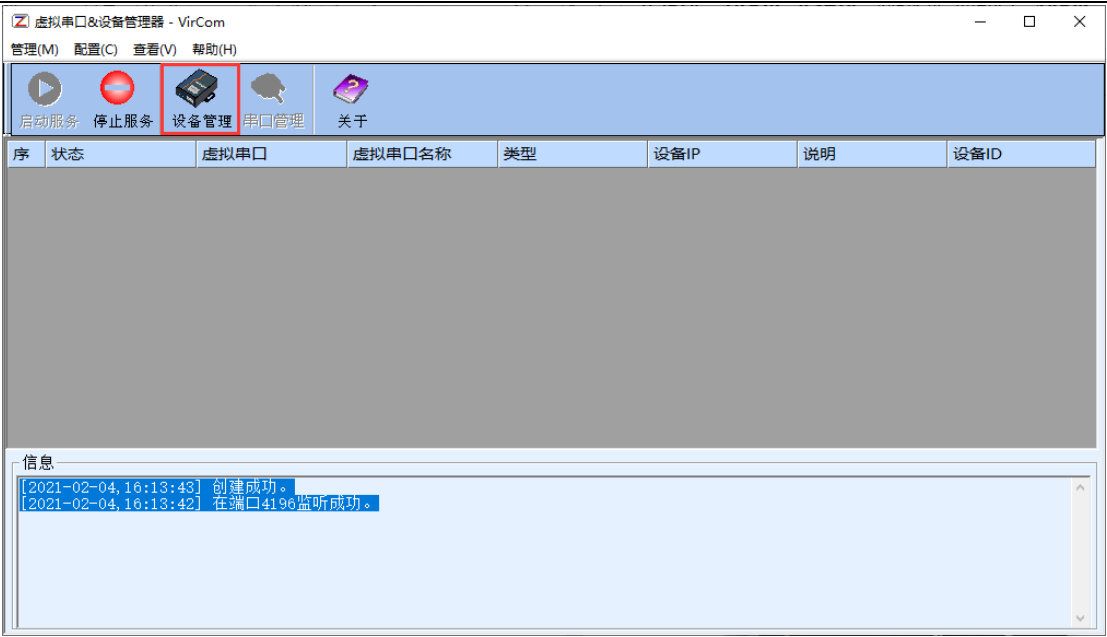 虚拟串口&设备管理器 - VirCom
管理(M) 配置(C) 查看(V) 帮助(H)
启动服务 停止服务 设备管理 串口管理 关于
序 状态 虚拟串口 虚拟串口名称 类型 设备IP 说明 设备ID
信息
[2021-02-04,16:13:43] 创建成功。
[2021-02-04,16:13:42] 在端口4196监听成功。